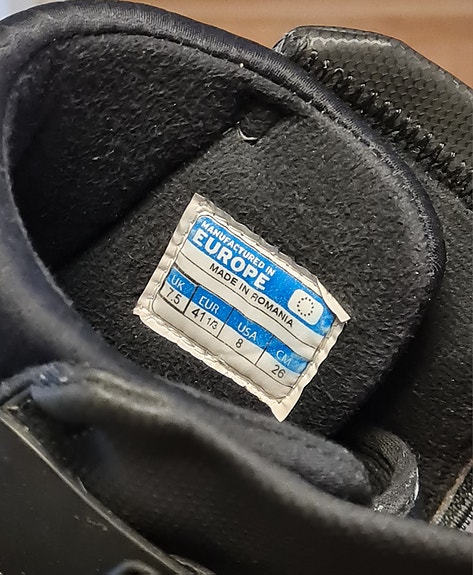 MANUFACTURED IN
EUROPE
MADE IN ROMANIA
UK EUR USA CM
7.5 41 1/3 8 26